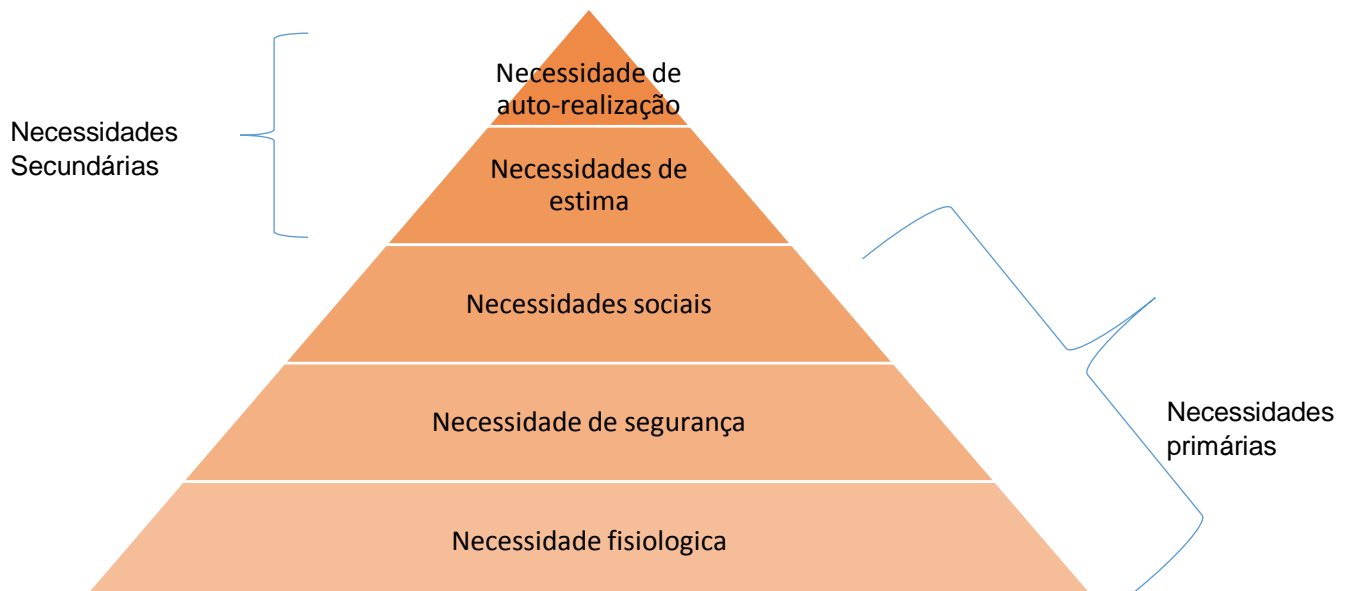 Necessidade de
auto-realização
Necessidades
Secundárias
Necessidades de
estima
Necessidades sociais
Necessidade de segurança
Necessidades
primárias
Necessidade fisiologica